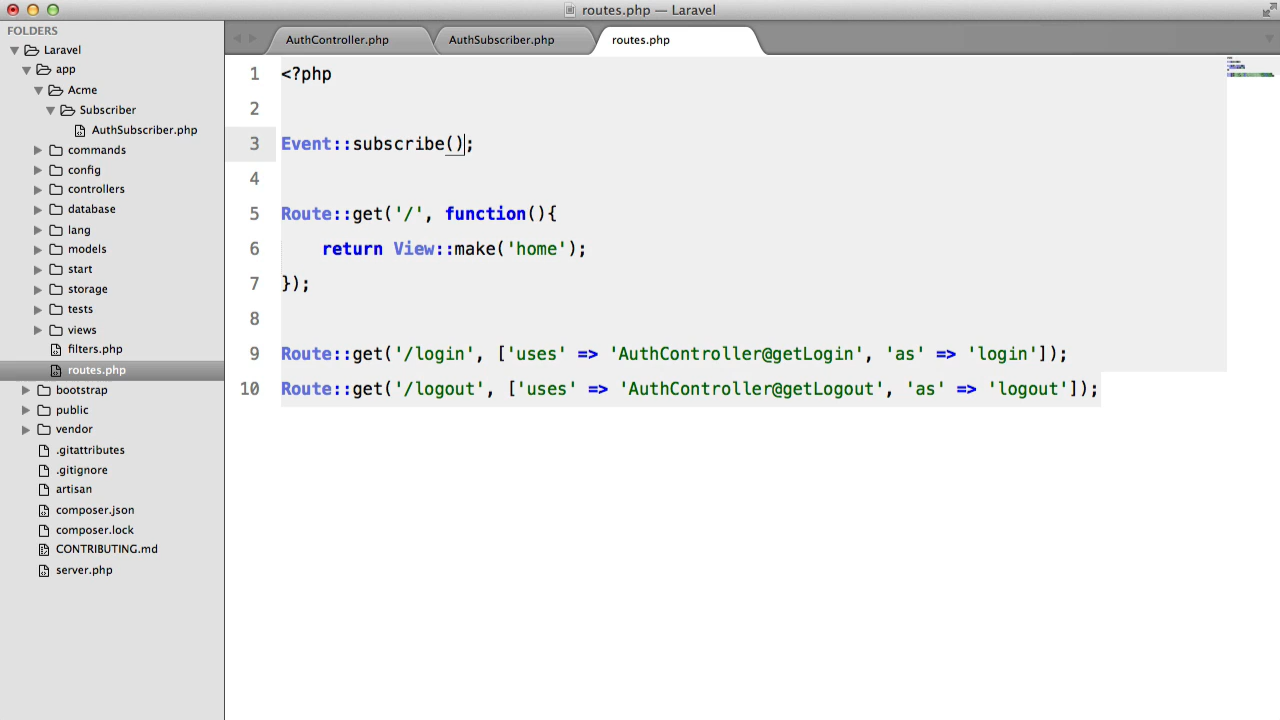 routes.php — Laravel
FOLDERS
Laravel
app
Acme
Subscriber
AuthSubscriber.php
commands
config
controllers
database
lang
models
start
storage
tests
views
filters.php
routes.php
bootstrap
public
vendor
.gitattributes
.gitignore
artisan
composer.json
composer.lock
CONTRIBUTING.md
server.php
AuthController.php
AuthSubscriber.php
routes.php
1 <?php
2
3 Event::subscribe();
4
5 Route::get('/', function(){
6     return View::make('home');
7 });
8
9 Route::get('/login', ['uses' => 'AuthController@getLogin', 'as' => 'login']);
10 Route::get('/logout', ['uses' => 'AuthController@getLogout', 'as' => 'logout']);